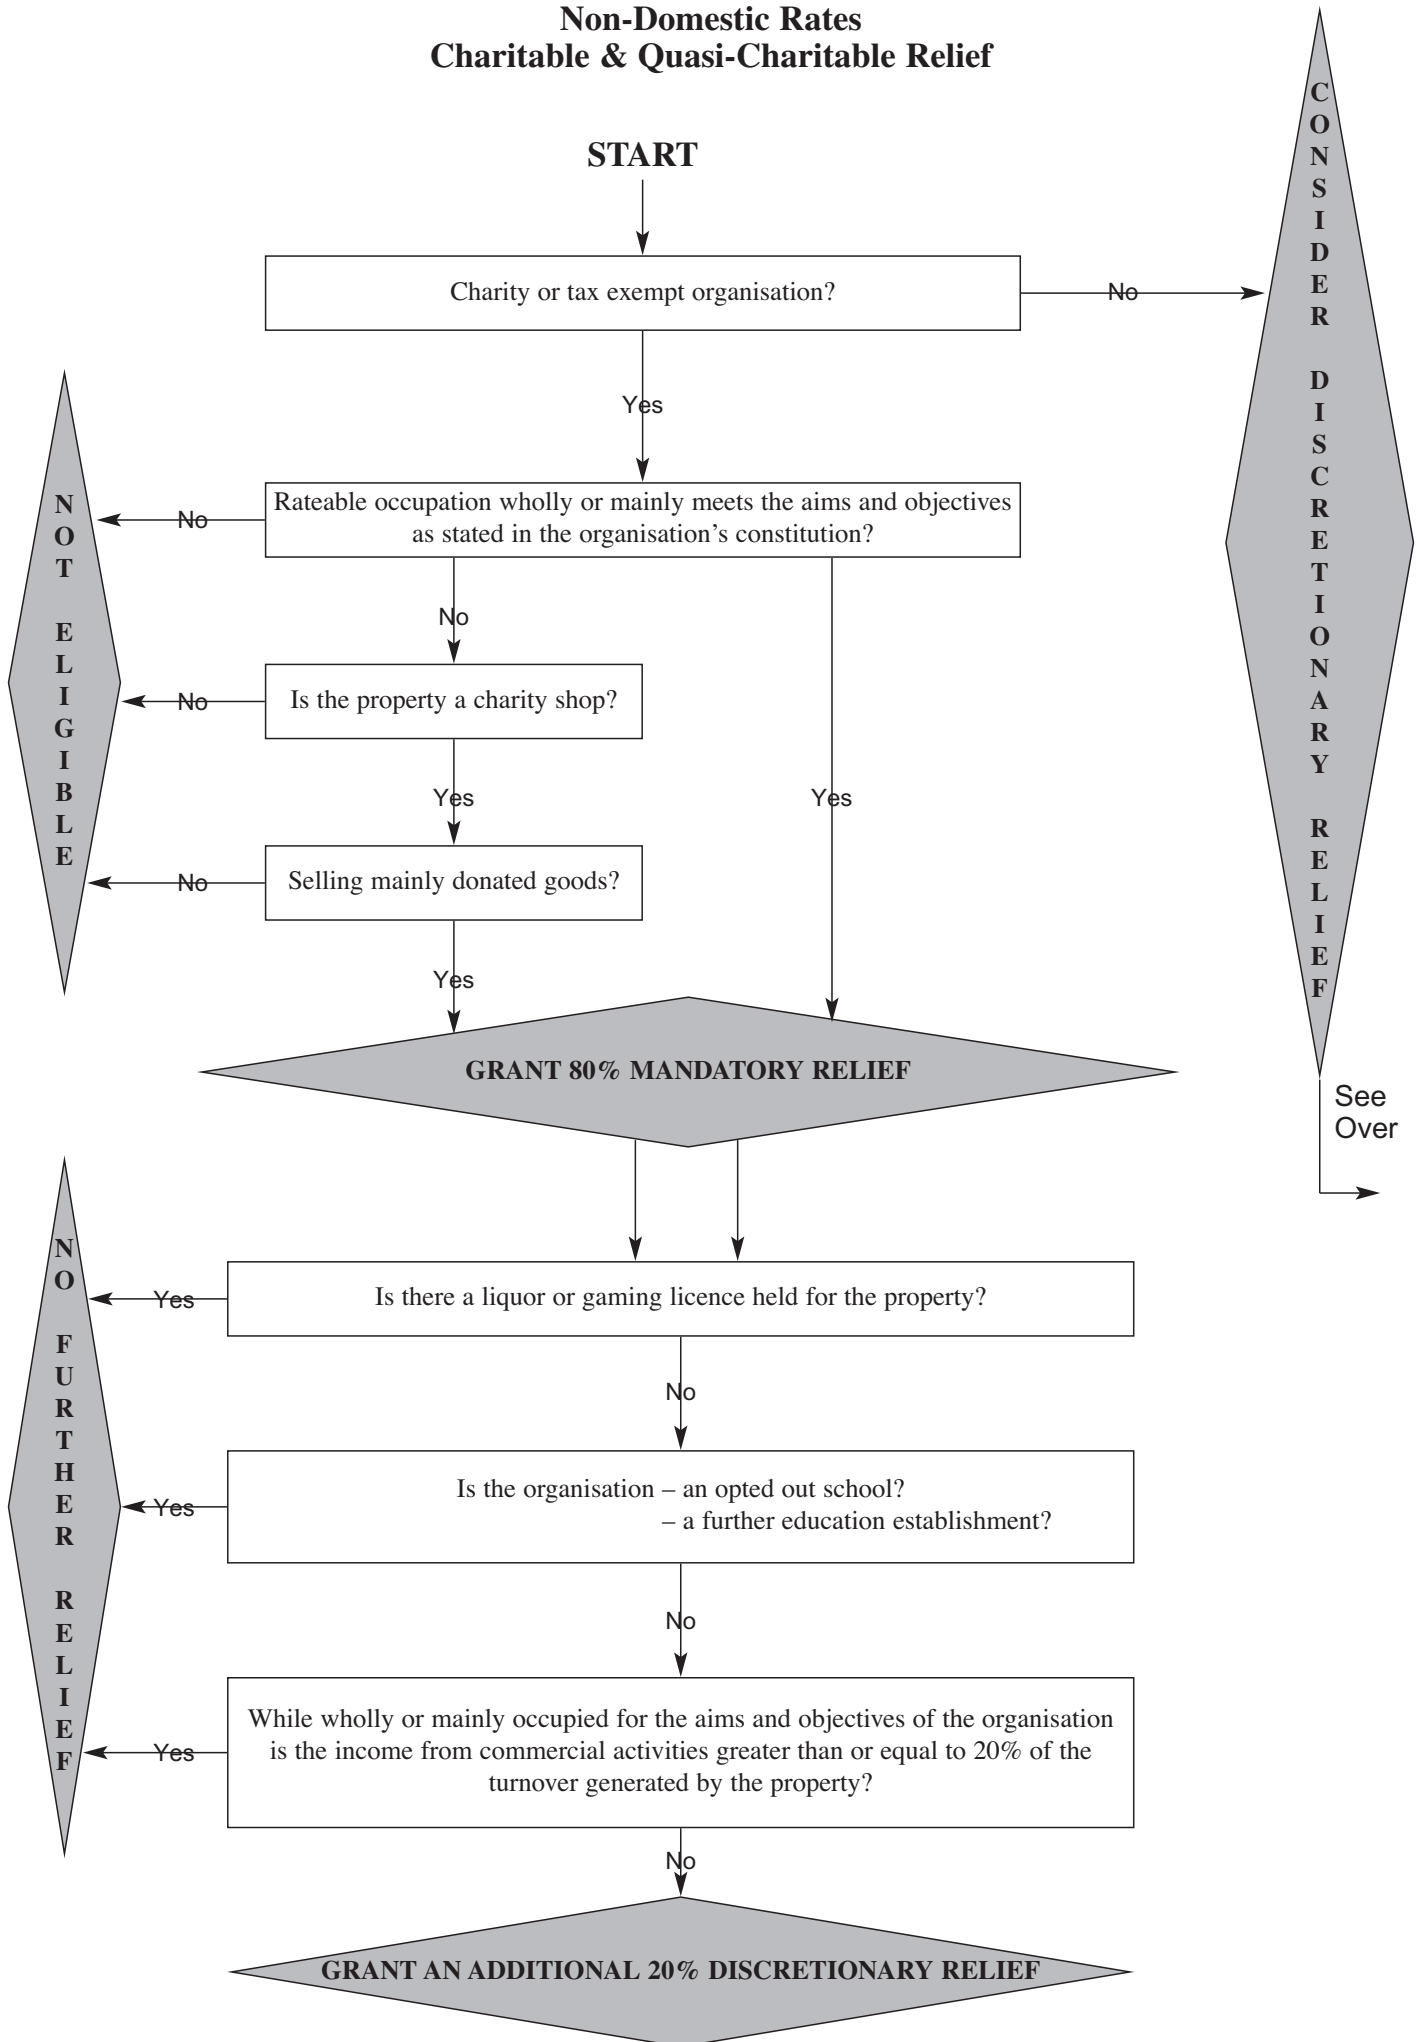 Non-Domestic Rates
Charitable & Quasi-Charitable Relief
START
Charity or tax exempt organisation?
No
CONSIDER DISCRETIONARY RELIEF
Yes
Rateable occupation wholly or mainly meets the aims and objectives
as stated in the organisation's constitution?
No
NOT ELIGIBLE
No
Is the property a charity shop?
No
Yes
Yes
Selling mainly donated goods?
No
Yes
GRANT 80% MANDATORY RELIEF
See
Over
Is there a liquor or gaming licence held for the property?
Yes
NO FURTHER RELIEF
No
Is the organisation – an opted out school?
– a further education establishment?
Yes
No
While wholly or mainly occupied for the aims and objectives of the organisation
is the income from commercial activities greater than or equal to 20% of the
turnover generated by the property?
Yes
No
GRANT AN ADDITIONAL 20% DISCRETIONARY RELIEF